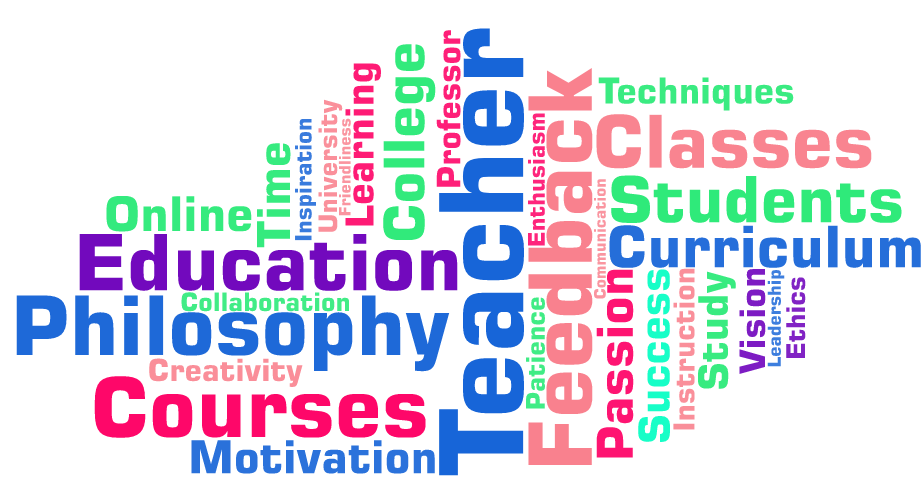 Teacher
Feedback
Philosophy
Education
Courses
Motivation
Creativity
Collaboration
Online
Time
Inspiration
University
Friendliness
Learning
College
Professor
Enthusiasm
Communication
Techniques
Classes
Students
Curriculum
Patience
Passion
Success
Instruction
Study
Vision
Leadership
Ethics